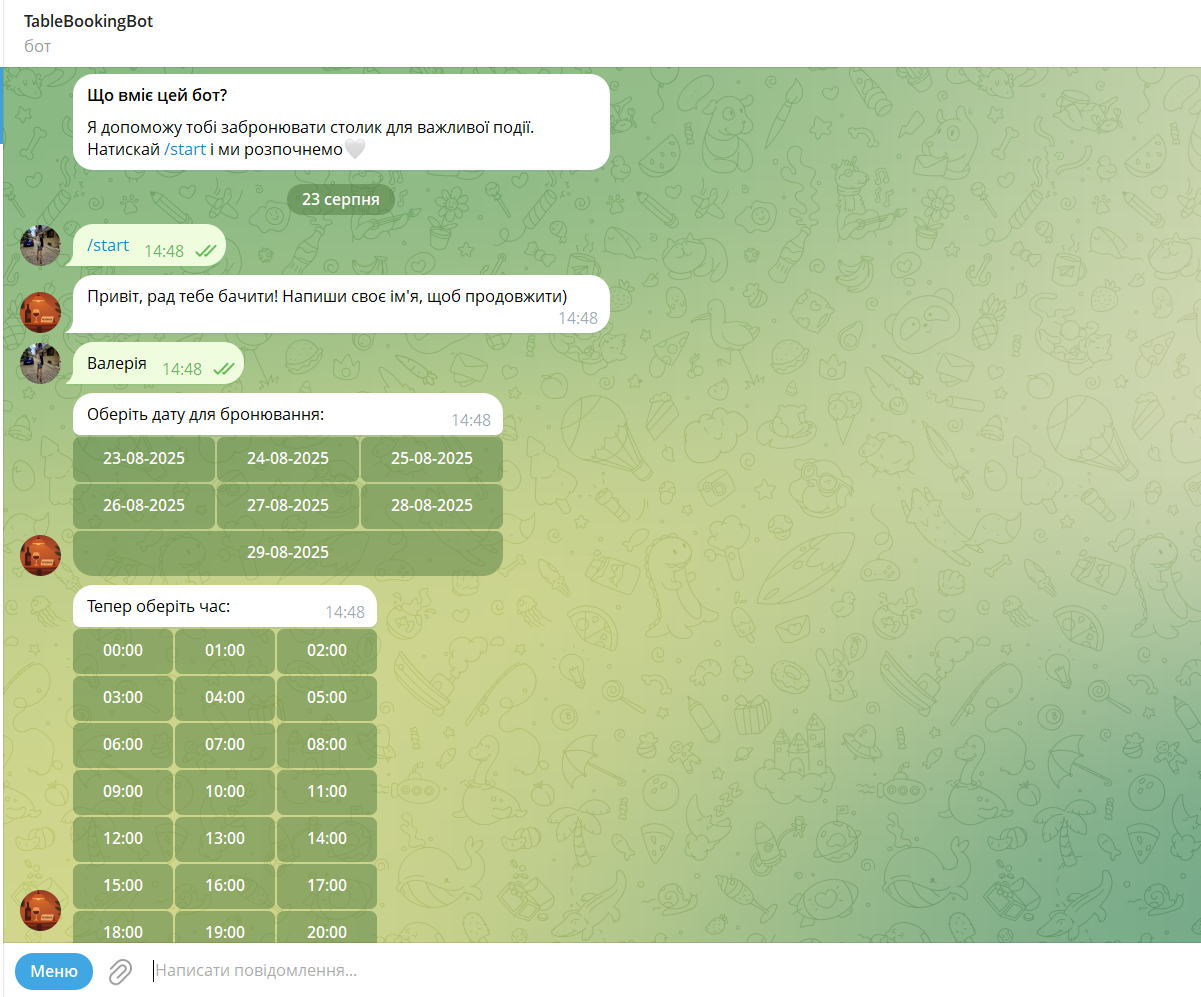 TableBookingBot
бот
Що вміє цей бот?
Я допоможу тобі забронювати столик для важливої події.
Натискай /start і ми розпочнемо🤍
23 серпня
/start 14:48
Привіт, рад тебе бачити! Напиши своє ім'я, щоб продовжити)
14:48
Валерія 14:48
Оберіть дату для бронювання: 14:48
23-08-2025 24-08-2025 25-08-2025
26-08-2025 27-08-2025 28-08-2025
29-08-2025
Тепер оберіть час: 14:48
00:00 01:00 02:00
03:00 04:00 05:00
06:00 07:00 08:00
09:00 10:00 11:00
12:00 13:00 14:00
15:00 16:00 17:00
18:00 19:00 20:00
Меню Написати повідомлення...